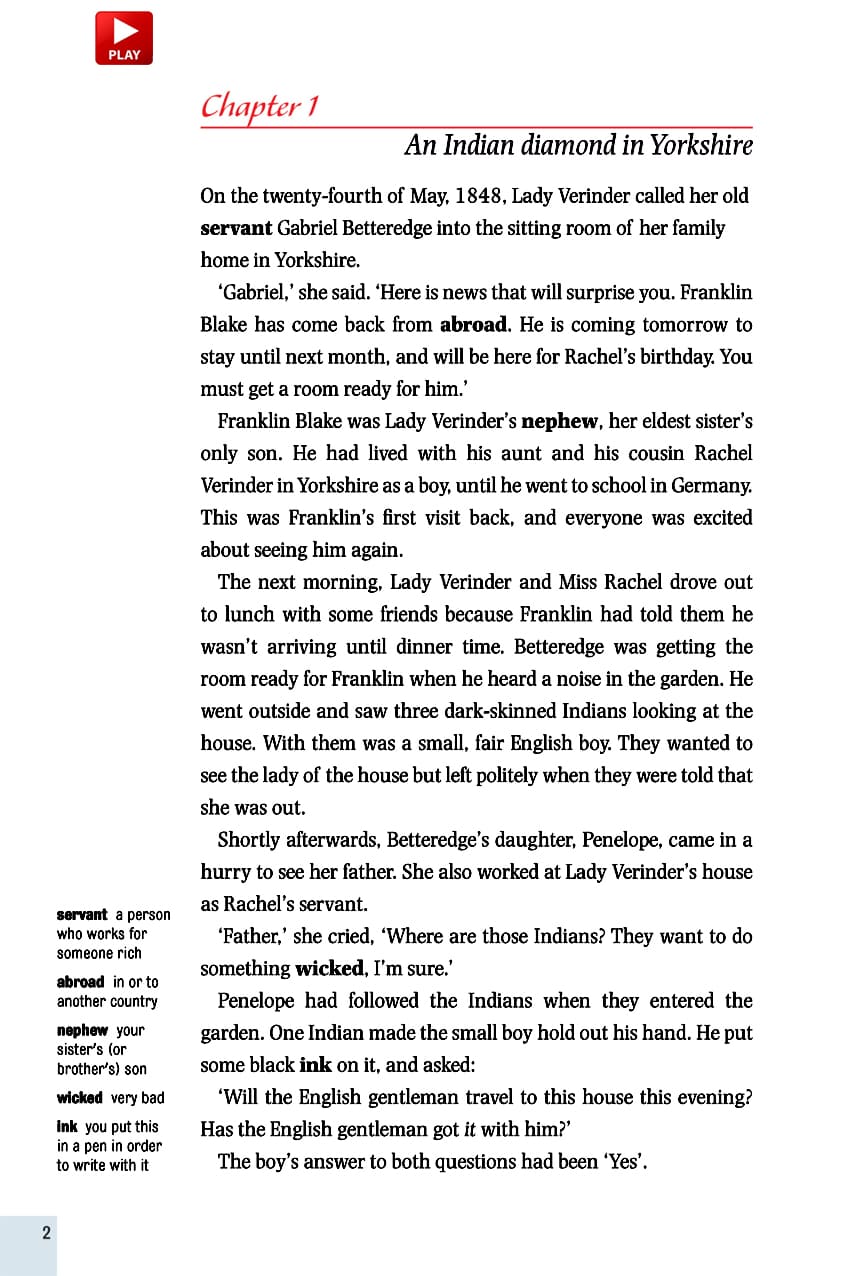 PLAY
Chapter 1
An Indian diamond in Yorkshire
On the twenty-fourth of May, 1848, Lady Verinder called her old
servant Gabriel Betteredge into the sitting room of her family
home in Yorkshire.
‘Gabriel,’ she said. ‘Here is news that will surprise you. Franklin
Blake has come back from abroad. He is coming tomorrow to
stay until next month, and will be here for Rachel’s birthday. You
must get a room ready for him.’
Franklin Blake was Lady Verinder’s nephew, her eldest sister’s
only son. He had lived with his aunt and his cousin Rachel
Verinder in Yorkshire as a boy, until he went to school in Germany.
This was Franklin’s first visit back, and everyone was excited
about seeing him again.
The next morning, Lady Verinder and Miss Rachel drove out
to lunch with some friends because Franklin had told them he
wasn’t arriving until dinner time. Betteredge was getting the
room ready for Franklin when he heard a noise in the garden. He
went outside and saw three dark-skinned Indians looking at the
house. With them was a small, fair English boy. They wanted to
see the lady of the house but left politely when they were told that
she was out.
Shortly afterwards, Betteredge’s daughter, Penelope, came in a
hurry to see her father. She also worked at Lady Verinder’s house
as Rachel’s servant.
‘Father,’ she cried, ‘Where are those Indians? They want to do
something wicked, I’m sure.’
Penelope had followed the Indians when they entered the
garden. One Indian made the small boy hold out his hand. He put
some black ink on it, and asked:
‘Will the English gentleman travel to this house this evening?
Has the English gentleman got it with him?’
The boy’s answer to both questions had been ‘Yes’.
servant a person
who works for
someone rich
abroad in or to
another country
nephew your
sister’s (or
brother’s) son
wicked very bad
ink you put this
in a pen in order
to write with it
2